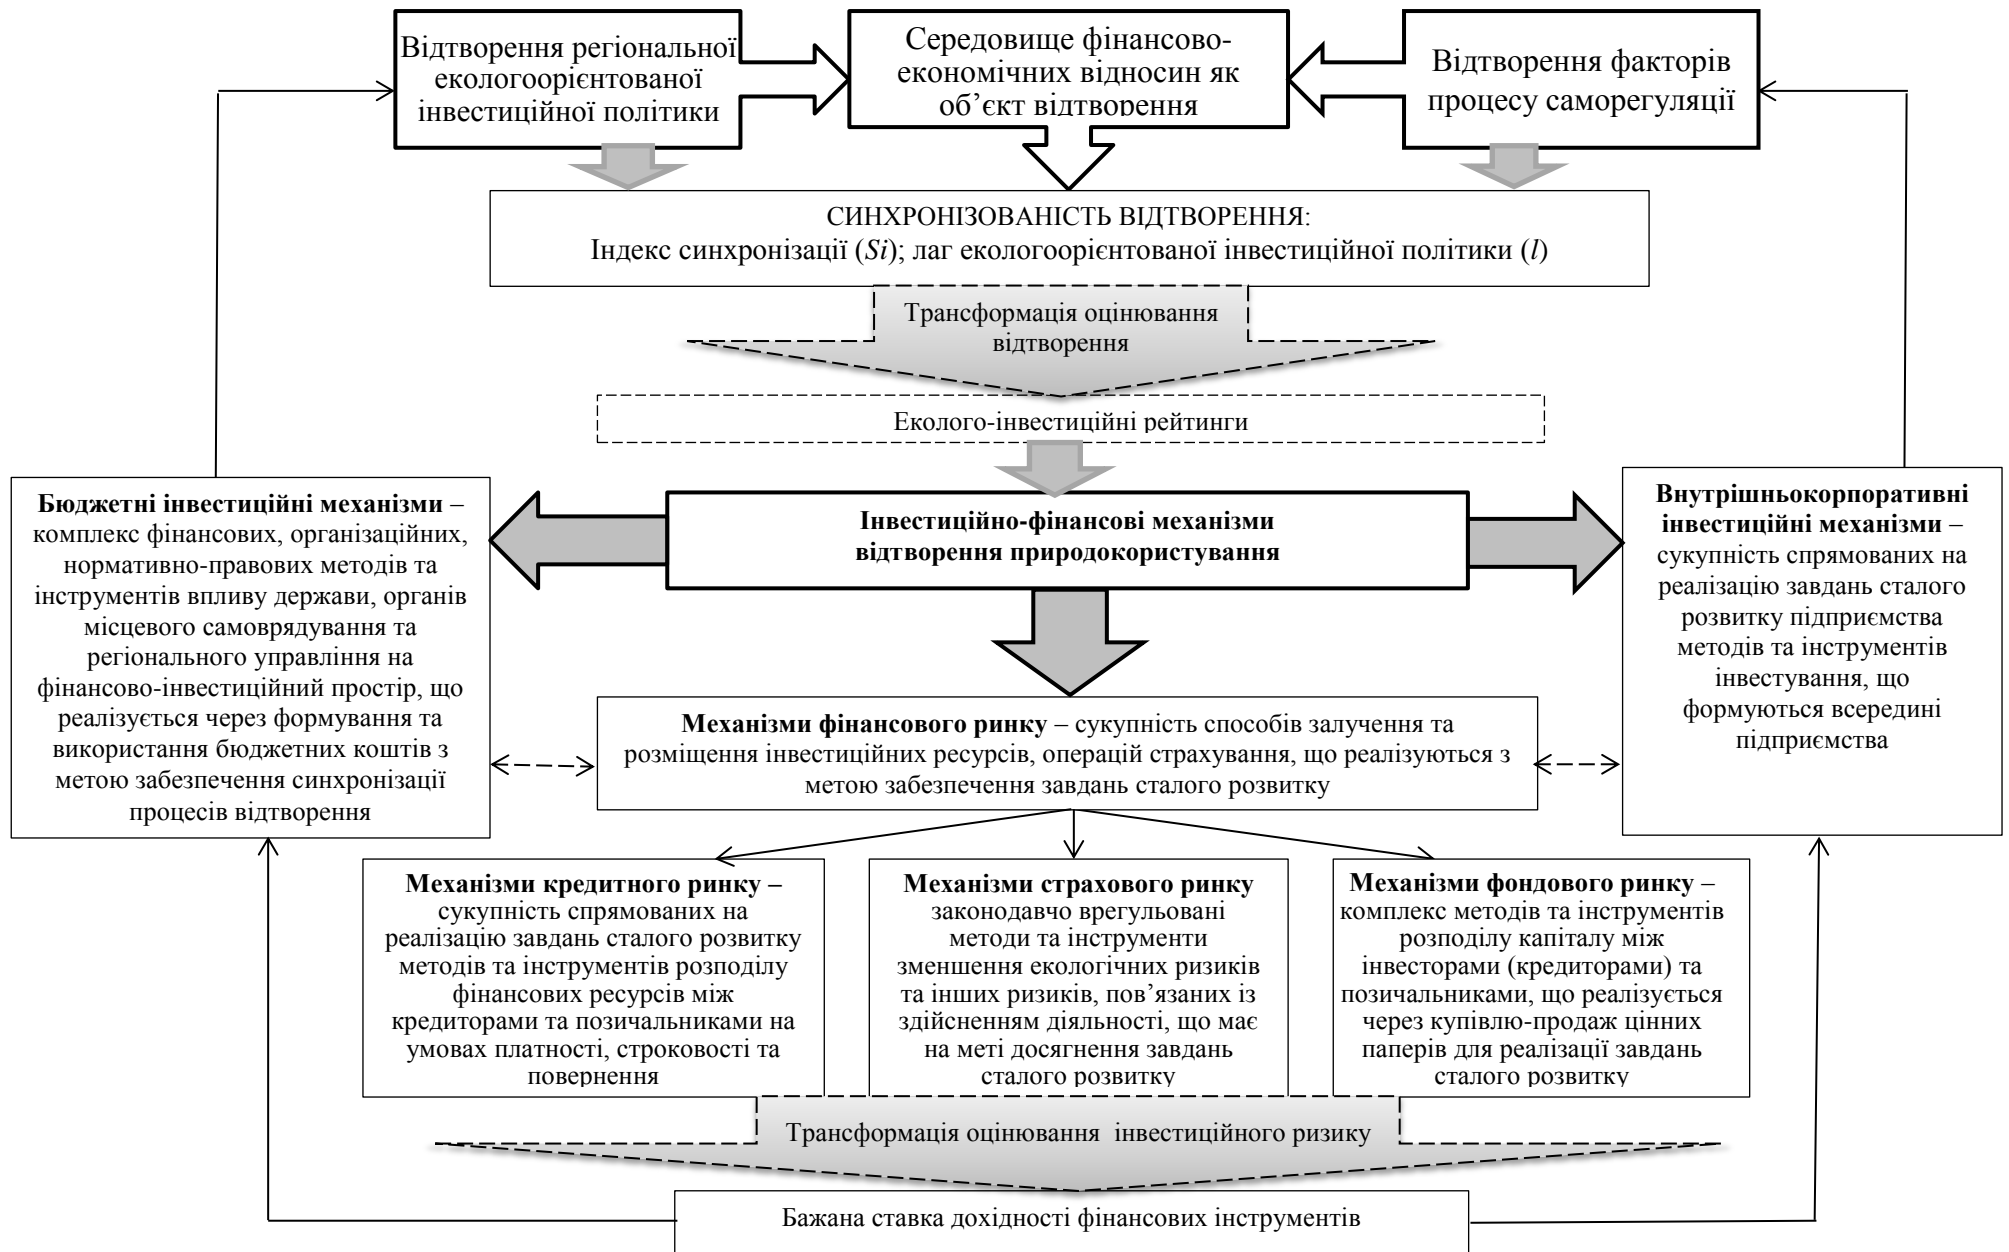 Відтворення регіональної
екологоорієнтованої
інвестиційної політики
Середовище фінансово-
економічних відносин як
об’єкт відтворення
Відтворення факторів
процесу саморегуляції
СИНХРОНІЗОВАНІСТЬ ВІДТВОРЕННЯ:
Індекс синхронізації (Si); лаг екологоорієнтованої інвестиційної політики (l)
Трансформація оцінювання
відтворення
Еколого-інвестиційні рейтинги
Бюджетні інвестиційні механізми –
комплекс фінансових, організаційних,
нормативно-правових методів та
інструментів впливу держави, органів
місцевого самоврядування та
регіонального управління на
фінансово-інвестиційний простір, що
реалізується через формування та
використання бюджетних коштів з
метою забезпечення синхронізації
процесів відтворення
Інвестиційно-фінансові механізми
відтворення природокористування
Внутрішньокорпоративні
інвестиційні механізми –
сукупність спрямованих на
реалізацію завдань сталого
розвитку підприємства
методів та інструментів
інвестування, що
формуються всередині
підприємства
Механізми фінансового ринку – сукупність способів залучення та
розміщення інвестиційних ресурсів, операцій страхування, що реалізуються з
метою забезпечення завдань сталого розвитку
Механізми кредитного ринку –
сукупність спрямованих на
реалізацію завдань сталого розвитку
методів та інструментів розподілу
фінансових ресурсів між
кредиторами та позичальниками на
умовах платності, строковості та
повернення
Механізми страхового ринку
законодавчо врегульовані
методи та інструменти
зменшення екологічних ризиків
та інших ризиків, пов’язаних із
здійсненням діяльності, що має
на меті досягнення завдань
сталого розвитку
Механізми фондового ринку –
комплекс методів та інструментів
розподілу капіталу між
інвесторами (кредиторами) та
позичальниками, що реалізується
через купівлю-продаж цінних
паперів для реалізації завдань
сталого розвитку
Трансформація оцінювання інвестиційного ризику
Бажана ставка дохідності фінансових інструментів